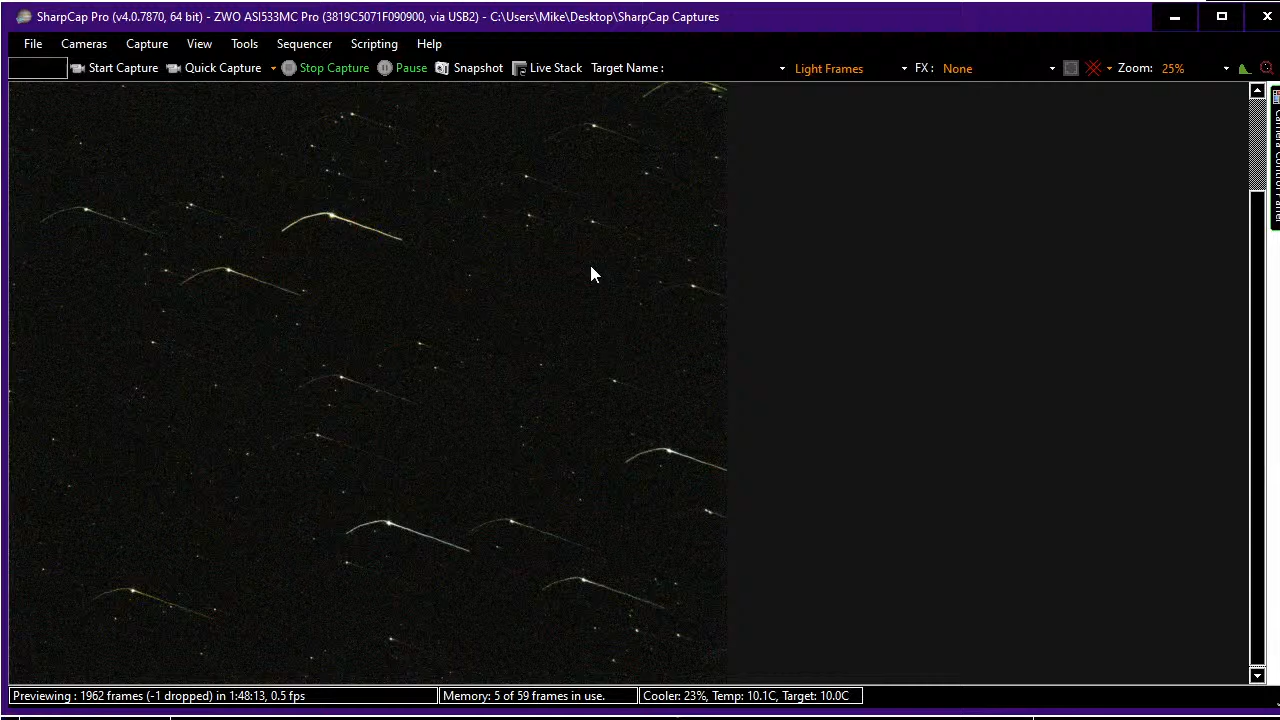 SharpCap Pro (v4.0.7870, 64 bit) - ZWO ASI533MC Pro (3819C5071F090900, via USB2) - C:\Users\Mike\Desktop\SharpCap Captures
File Cameras Capture View Tools Sequencer Scripting Help
Start Capture Quick Capture Stop Capture Pause Snapshot Live Stack Target Name : Light Frames FX : None Zoom: 25%
Previewing : 1962 frames (-1 dropped) in 1:48:13, 0.5 fps Memory: 5 of 59 frames in use. Cooler: 23%, Temp: 10.1C, Target: 10.0C